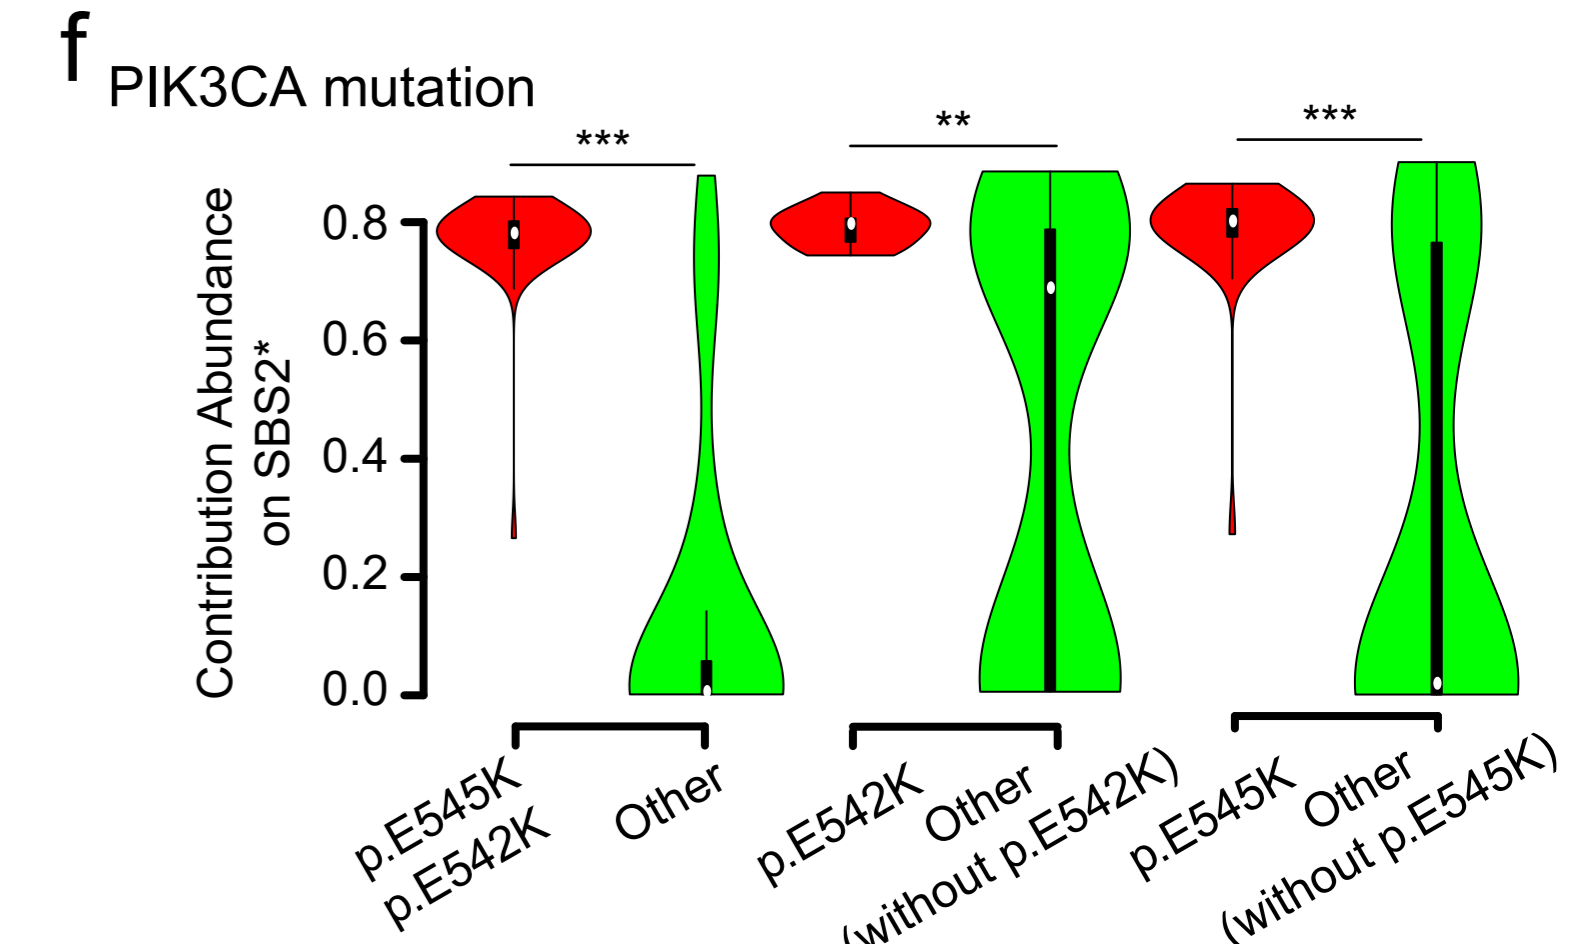 f
PIK3CA mutation
***
**
***
Contribution Abundance
on SBS2*
0.8
0.6
0.4
0.2
0.0
p.E545K
p.E542K
Other
p.E542K
Other
(without p.E542K)
p.E545K
Other
(without p.E545K)